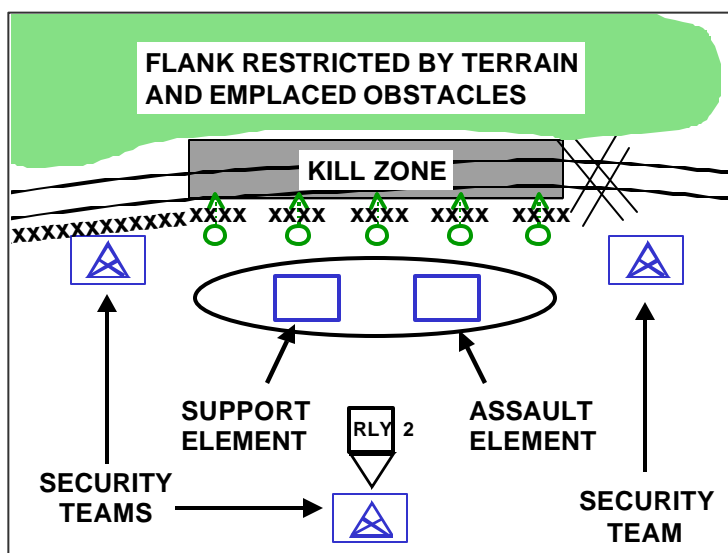 FLANK RESTRICTED BY TERRAIN
AND EMPLACED OBSTACLES
KILL ZONE
xxxx xxxx xxxx xxxx xxxx
xxxxxxxxxxxx
SUPPORT
ELEMENT
ASSAULT
ELEMENT
RLY 2
SECURITY
TEAMS
SECURITY
TEAM